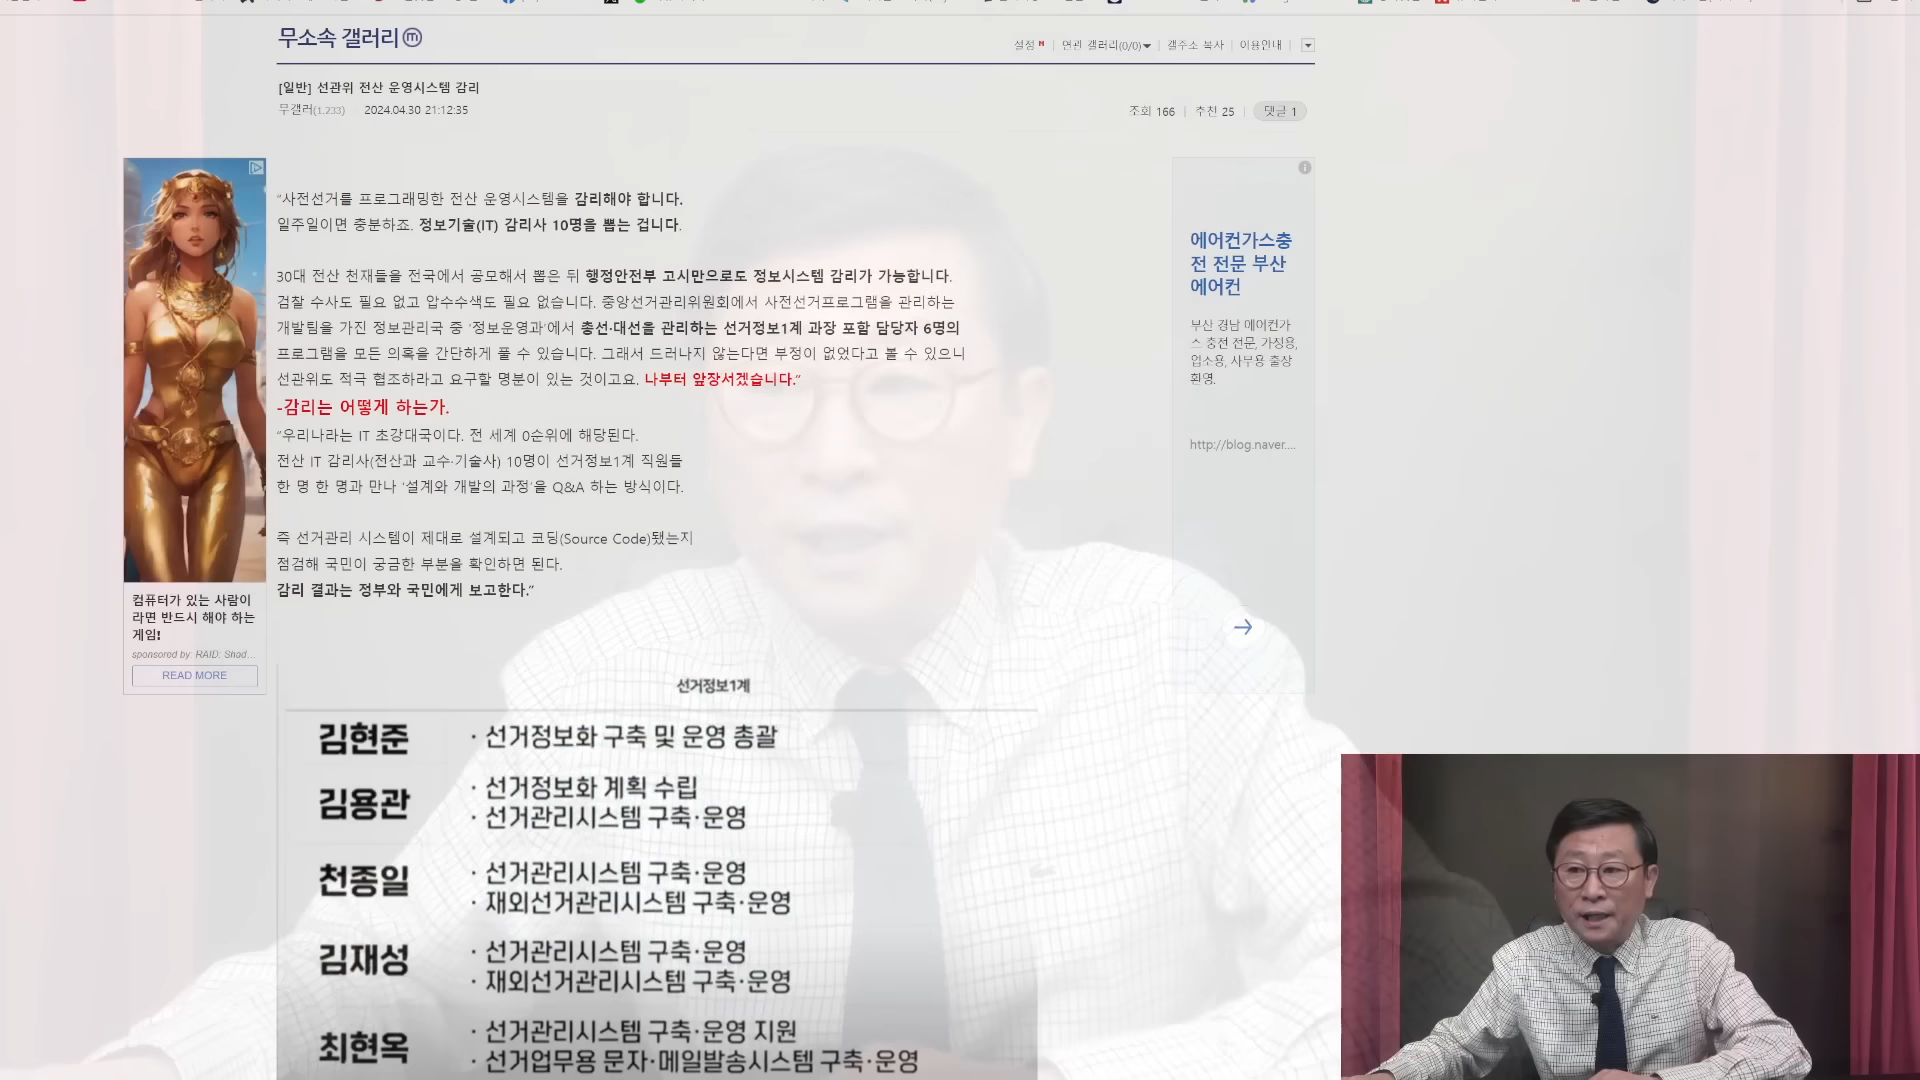 무소속 갤러리ⓜ
설정
연관 갤러리(0/0)
갤주소 복사
이용안내
[일반] 선관위 전산 운영시스템 감리
무갤러(1.233)
2024.04.30 21:12:35
조회 166
추천 25
댓글 1
“사전선거를 프로그래밍한 전산 운영시스템을 감리해야 합니다.
일주일이면 충분하죠. 정보기술(IT) 감리사 10명을 뽑는 겁니다.
30대 전산 천재들을 전국에서 공모해서 뽑은 뒤 행정안전부 고시만으로도 정보시스템 감리가 가능합니다.
검찰 수사도 필요 없고 압수수색도 필요 없습니다. 중앙선거관리위원회에서 사전선거프로그램을 관리하는
개발팀을 가진 정보관리국 중 ‘정보운영과’에서 총선·대선을 관리하는 선거정보1계 과장 포함 담당자 6명의
프로그램을 모든 의혹을 간단하게 풀 수 있습니다. 그래서 드러나지 않는다면 부정이 없었다고 볼 수 있으니
선관위도 적극 협조하라고 요구할 명분이 있는 것이고요. 나부터 앞장서겠습니다.“
-감리는 어떻게 하는가.
“우리나라는 IT 초강대국이다. 전 세계 0순위에 해당된다.
전산 IT 감리사(전산과 교수·기술사) 10명이 선거정보1계 직원들
한 명 한 명과 만나 ‘설계와 개발의 과정’을 Q&A 하는 방식이다.
즉 선거관리 시스템이 제대로 설계되고 코딩(Source Code)됐는지
점검해 국민이 궁금한 부분을 확인하면 된다.
감리 결과는 정부와 국민에게 보고한다.”
컴퓨터가 있는 사람이
라면 반드시 해야 하는
게임!
sponsored by: RAID: Shad...
READ MORE
에어컨가스충
전 전문 부산
에어컨
부산 경남 에어컨가
스 충전 전문, 가정용,
업소용, 사무용 출상
환영.
http://blog.naver....
선거정보1계
김현준
· 선거정보화 구축 및 운영 총괄
김용관
· 선거정보화 계획 수립
· 선거관리시스템 구축·운영
천종일
· 선거관리시스템 구축·운영
· 재외선거관리시스템 구축·운영
김재성
· 선거관리시스템 구축·운영
· 재외선거관리시스템 구축·운영
최현옥
· 선거관리시스템 구축·운영 지원
· 선거업무용 문자·메일발송시스템 구축·운영